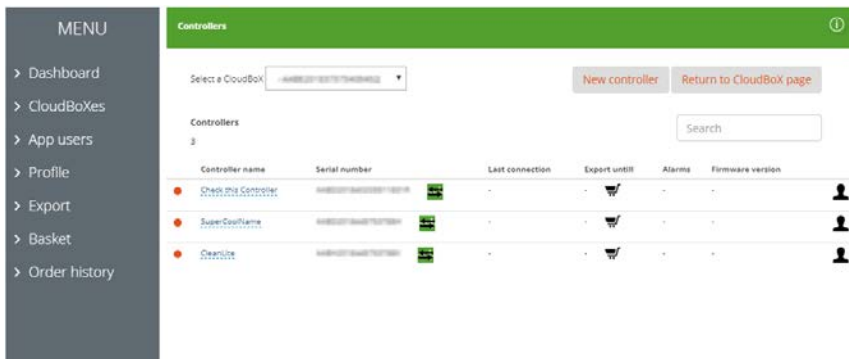 MENU
Dashboard
CloudBoXes
App users
Profile
Export
Basket
Order history
Controllers
Select a CloudBoX
New controller
Return to CloudBoX page
Controllers
3
Search
Controller name Serial number Last connection Export untill Alarms Firmware version
Check this Controller - - - -
SuperCoolName - - - -
CleanLite - - - -